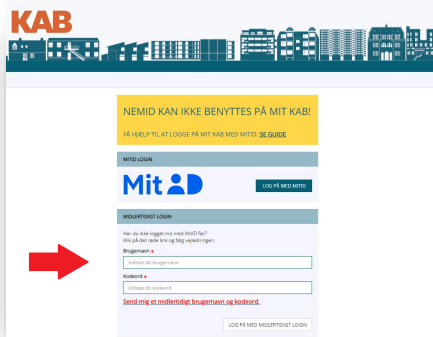 KAB
NEMID KAN IKKE BENYTTES PÅ MIT KAB!
FÅ HJÆLP TIL AT LOGGE PÅ MIT KAB MED MITID. SE GUIDE
MITID LOGIN
Mit D
LOG PÅ MED MITID
MIDLERTIDIGT LOGIN
Har du ikke logget ind med MitID før?
Klik på det røde link og følg vejledningen.
Brugernavn *
Indtast dit brugernavn
Kodeord *
Indtast dit kodeord
Send mig et midlertidigt brugernavn og kodeord.
LOG PÅ MED MIDLERTIDIGT LOGIN